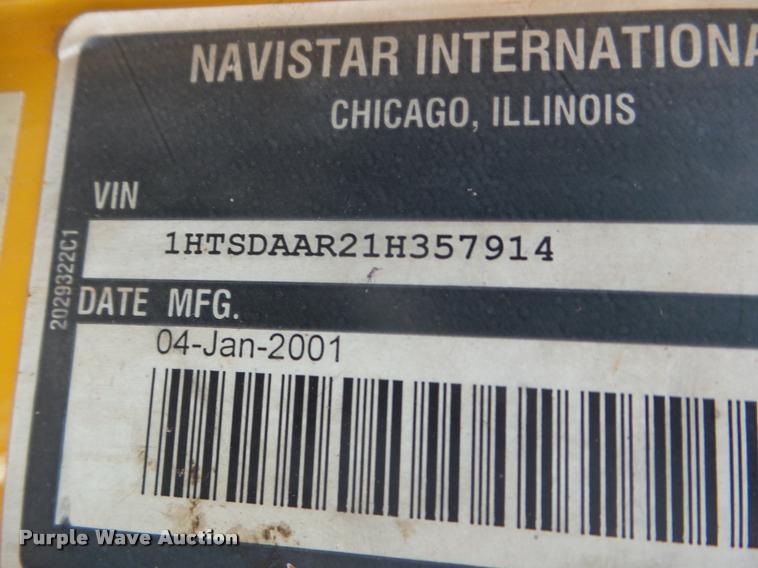 NAVISTAR INTERNATIONA
CHICAGO, ILLINOIS
VIN
1HTSDAAR21H357914
2029322C1
DATE MFG.
04-Jan-2001
Purple Wave Auction